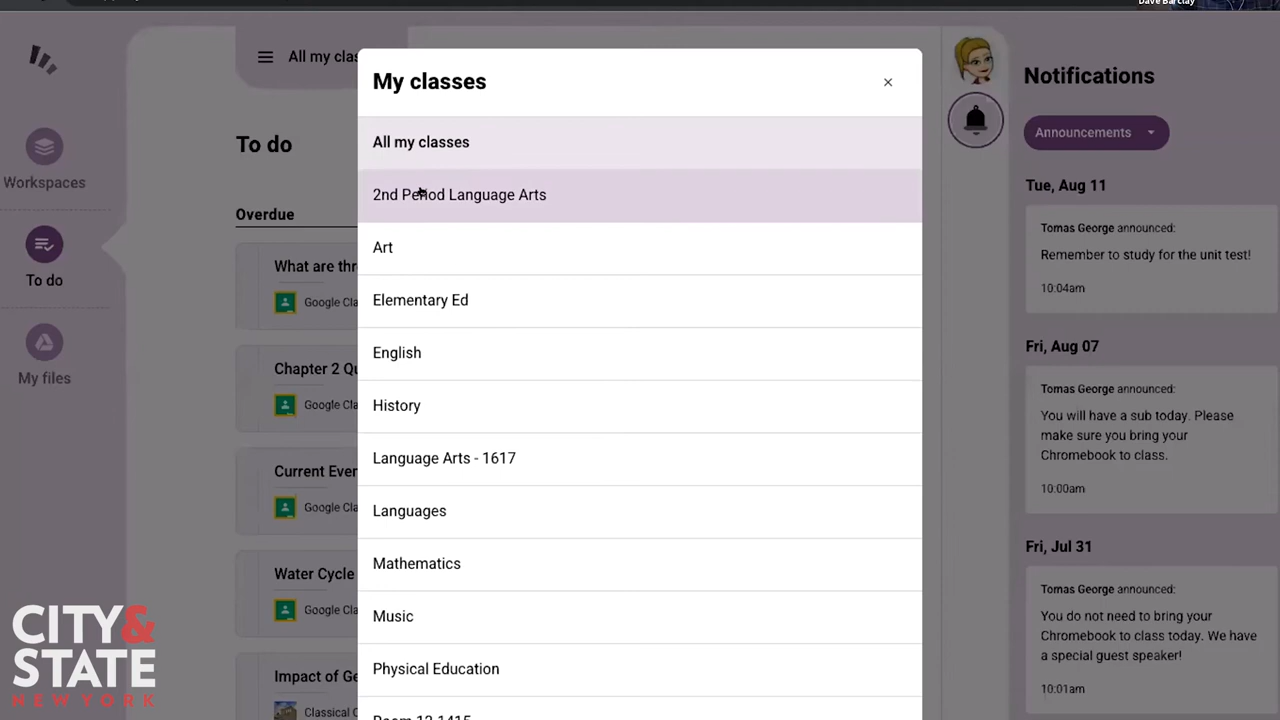 Dave Barclay
All my clas
My classes
×
All my classes
2nd Period Language Arts
Art
Elementary Ed
English
History
Language Arts - 1617
Languages
Mathematics
Music
Physical Education
Room 12 1415
Workspaces
To do
My files
To do
Overdue
What are thr
Google Cla
Chapter 2 Qu
Google Cla
Current Even
Google Cla
Water Cycle
Google Cla
Impact of Ge
Classical C
Notifications
Announcements
Tue, Aug 11
Tomas George announced:
Remember to study for the unit test!
10:04am
Fri, Aug 07
Tomas George announced:
You will have a sub today. Please
make sure you bring your
Chromebook to class.
10:00am
Fri, Jul 31
Tomas George announced:
You do not need to bring your
Chromebook to class today. We have
a special guest speaker!
10:01am
CITY&
STATE
NEW YORK